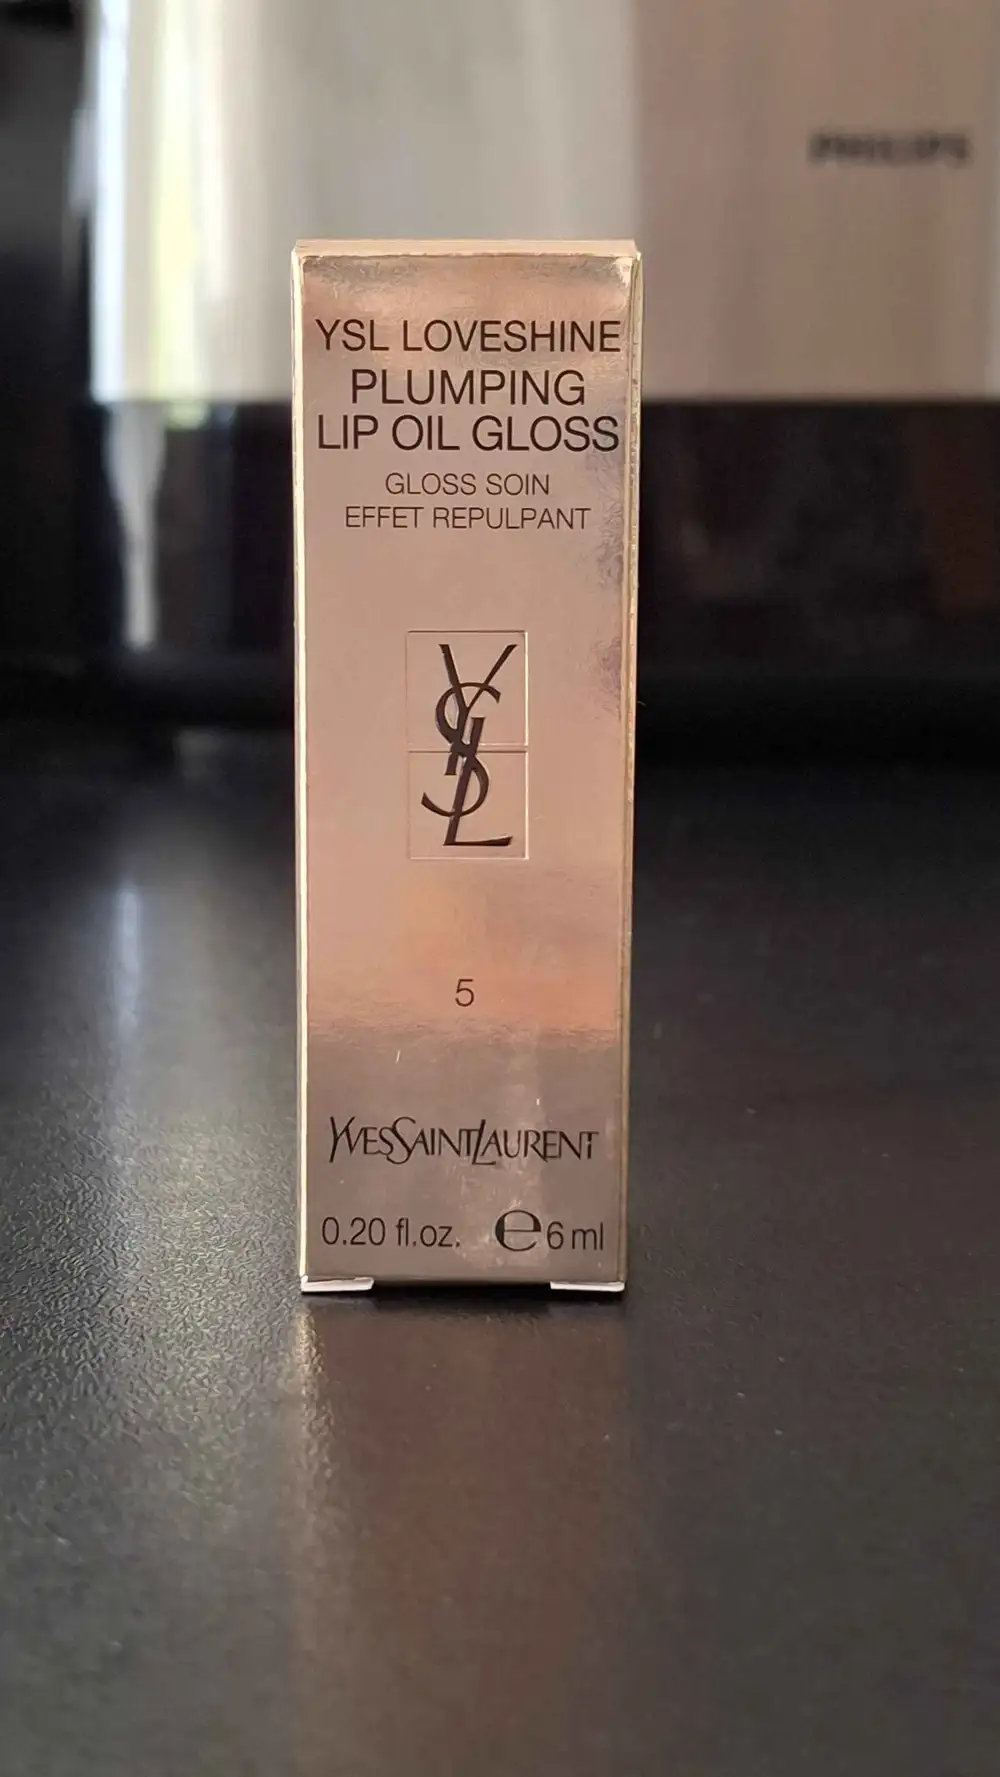 PHILIPS
YSL LOVESHINE
PLUMPING
LIP OIL GLOSS
GLOSS SOIN
EFFET REPULPANT
YSL
5
YVESSAINTLAURENT
0.20 fl.oz. ℮6 ml